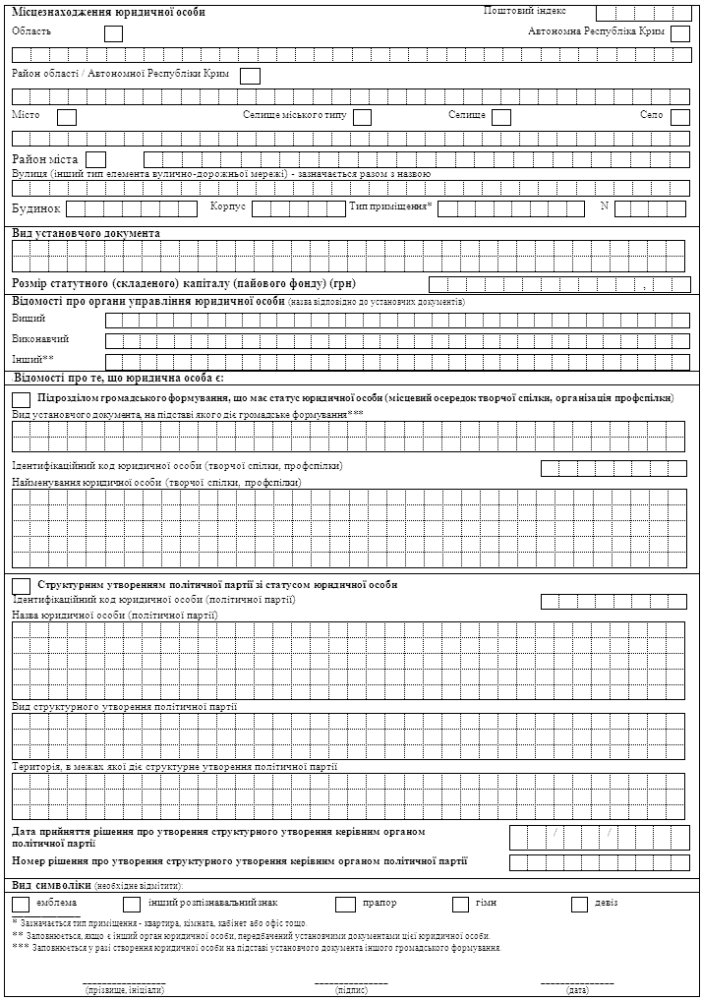 Місцезнаходження юридичної особи Поштовий індекс
Область Автономна Республіка Крим
Район області / Автономної Республіки Крим
Місто Селище міського типу Селище Село
Район міста
Вулиця (інший тип елемента вулично-дорожньої мережі) - зазначається разом з назвою
Будинок Корпус Тип приміщення* N
Вид установчого документа
Розмір статутного (складеного) капіталу (пайового фонду) (грн) ,
Відомості про органи управління юридичної особи (назва відповідно до установчих документів)
Вищий
Виконавчий
Інший**
Відомості про те, що юридична особа є:
Підрозділом громадського формування, що має статус юридичної особи (місцевий осередок творчої спілки, організація профспілки)
Вид установчого документа, на підставі якого діє громадське формування***
Ідентифікаційний код юридичної особи (творчої спілки, профспілки)
Найменування юридичної особи (творчої спілки, профспілки)
Структурним утворенням політичної партії зі статусом юридичної особи
Ідентифікаційний код юридичної особи (політичної партії)
Назва юридичної особи (політичної партії)
Вид структурного утворення політичної партії
Територія, в межах якої діє структурне утворення політичної партії
Дата прийняття рішення про утворення структурного утворення керівним органом
політичної партії / /
Номер рішення про утворення структурного утворення керівним органом політичної партії
Вид символіки (необхідне відмітити):
емблема інший розпізнавальний знак прапор гімн девіз
* Зазначається тип приміщення - квартира, кімната, кабінет або офіс тощо.
** Заповнюється, якщо є інший орган юридичної особи, передбачений установчими документами цієї юридичної особи.
*** Заповнюється у разі створення юридичної особи на підставі установчого документа іншого громадського формування.
(прізвище, ініціали) (підпис) (дата)